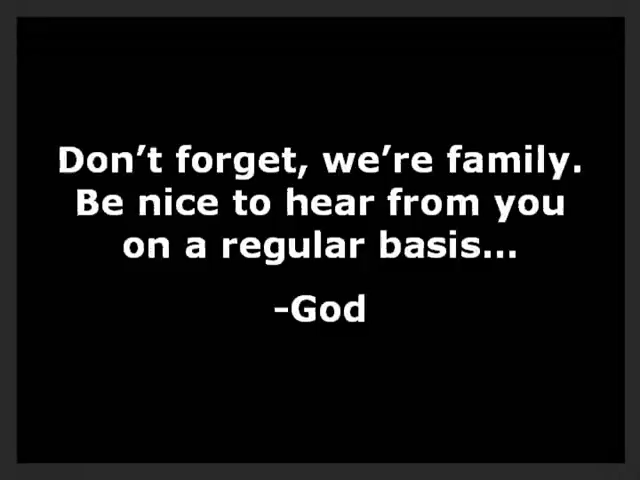 Don’t forget, we’re family.
Be nice to hear from you
on a regular basis...
-God